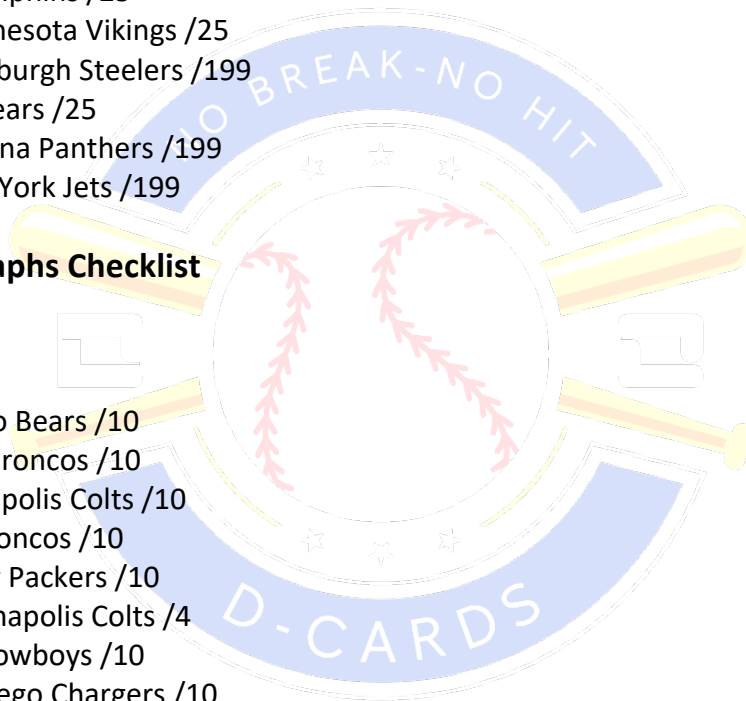 nesota Vikings /25
burgh Steelers /199
ears /25
na Panthers /199
York Jets /199
aphs Checklist
o Bears /10
roncos /10
polis Colts /10
oncos /10
Packers /10
napolis Colts /4
owboys /10
ego Chargers /10
NO BREAK-NO HIT
D-CARDS